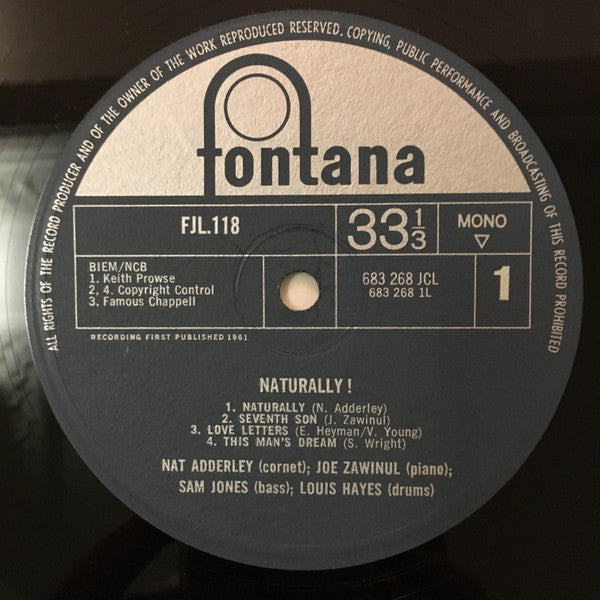 ALL RIGHTS OF THE RECORD PRODUCER AND OF THE OWNER OF THE WORK REPRODUCED RESERVED. COPYING, PUBLIC PERFORMANCE AND BROADCASTING OF THIS RECORD PROHIBITED
fontana
FJL.118
33⅓
MONO
BIEM/NCB
1. Keith Prowse
2. 4. Copyright Control
3. Famous Chappell
683 268 JCL
683 268 1L
1
RECORDING FIRST PUBLISHED 1961
NATURALLY!
1. NATURALLY (N. Adderley)
2. SEVENTH SON (J. Zawinul)
3. LOVE LETTERS (E. Heyman/V. Young)
4. THIS MAN'S DREAM (S. Wright)
NAT ADDERLEY (cornet); JOE ZAWINUL (piano);
SAM JONES (bass); LOUIS HAYES (drums)